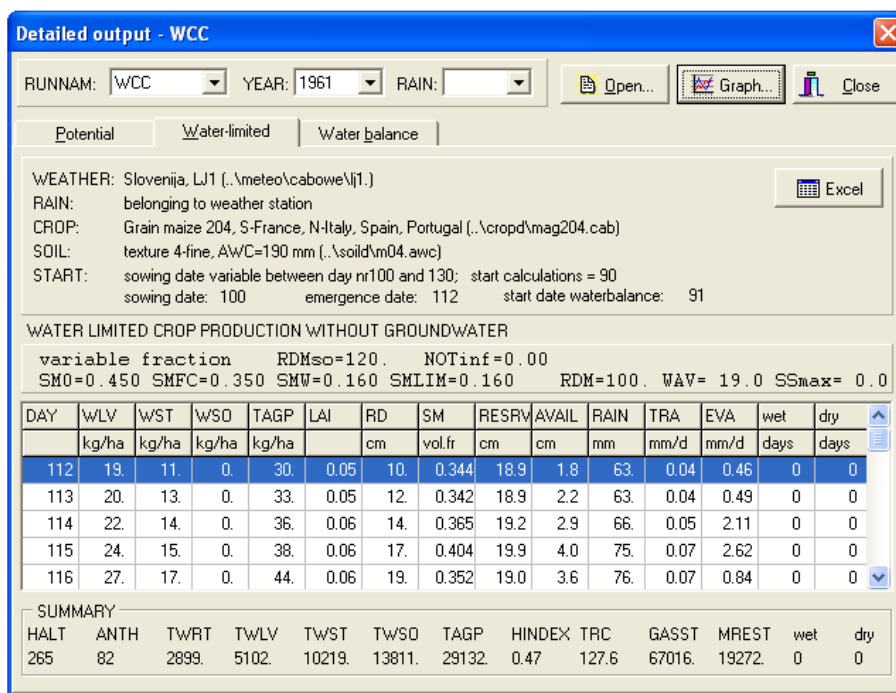 Detailed output - WCC
RUNNAM: WCC YEAR: 1961 RAIN: Open... Graph... Close
Potential Water-limited Water balance
WEATHER: Slovenija, LJ1 (..\meteo\cabowe\lj1.)
RAIN: belonging to weather station
CROP: Grain maize 204, S-France, N-Italy, Spain, Portugal (..\cropd\mag204.cab)
SOIL: texture 4-fine, AWC=190 mm (..\soild\m04.awc)
START: sowing date variable between day nr100 and 130; start calculations = 90
sowing date: 100 emergence date: 112 start date waterbalance: 91
Excel
WATER LIMITED CROP PRODUCTION WITHOUT GROUNDWATER
variable fraction RDMso=120. NOTinf=0.00
SM0=0.450 SMFC=0.350 SMW=0.160 SMLIM=0.160 RDM=100. WAV= 19.0 SSmax= 0.0
DAY WLV WST WSO TAGP LAI RD SM RESRV AVAIL RAIN TRA EVA wet dry
kg/ha kg/ha kg/ha kg/ha cm vol.fr cm cm mm mm/d mm/d days days
112 19. 11. 0. 30. 0.05 10. 0.344 18.9 1.8 63. 0.04 0.46 0 0
113 20. 13. 0. 33. 0.05 12. 0.342 18.9 2.2 63. 0.04 0.49 0 0
114 22. 14. 0. 36. 0.06 14. 0.365 19.2 2.9 66. 0.05 2.11 0 0
115 24. 15. 0. 38. 0.06 17. 0.404 19.9 4.0 75. 0.07 2.62 0 0
116 27. 17. 0. 44. 0.06 19. 0.352 19.0 3.6 76. 0.07 0.84 0 0
SUMMARY
HALT ANTH TWRT TWLV TWST TWSO TAGP HINDEX TRC GASST MREST wet dry
265 82 2899. 5102. 10219. 13811. 29132. 0.47 127.6 67016. 19272. 0 0